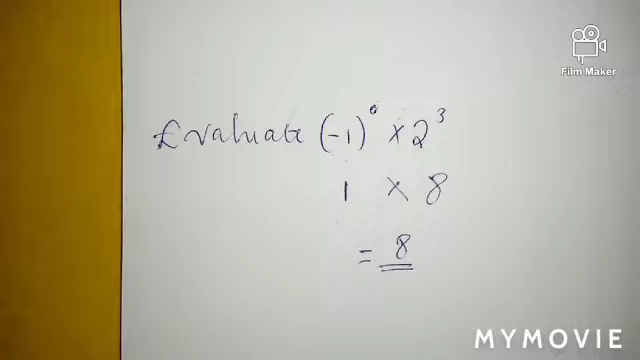 Film Maker
Evaluate (-1)⁰ × 2³
1 × 8
= 8
MYMOVIE